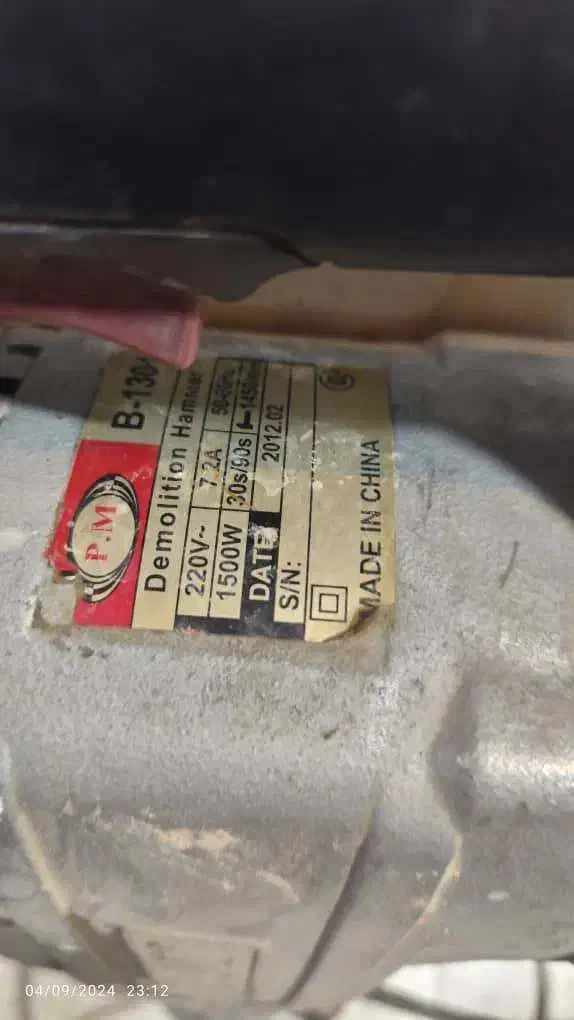 P.M
Demolition Hammer
220V~ 7.2A
1500W 30s/90s
DATE 2012.02
S/N:
MADE IN CHINA
04/09/2024 23:12